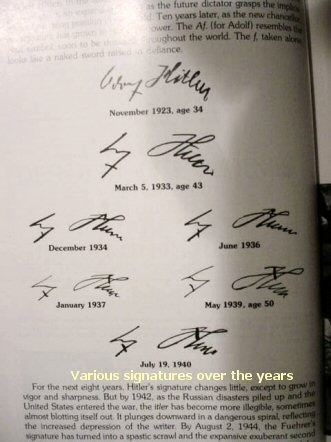 as the future dictator grasps the
Ten years later, as the new chancellor,
power. The Af. (for Adolf) resembles the
throughout the world. The f, taken alone
looks like a naked sword raised in defiance.
Adolf Hitler
November 1923, age 34
March 5, 1933, age 43
December 1934
June 1936
January 1937
May 1939, age 50
July 19, 1940
Various signatures over the years
For the next eight years, Hitler's signature changes little, except to grow in
vigor and sharpness. But by 1942, as the Russian disasters piled up and the
United States entered the war, the itler has become more illegible, sometimes
almost blotting itself out. It plunges downward in a dangerous spiral, reflecting
the increased depression of the writer. By August 2, 1944, the Fuehrer's
signature has turned into a spastic scrawl and the expansive exuberant second